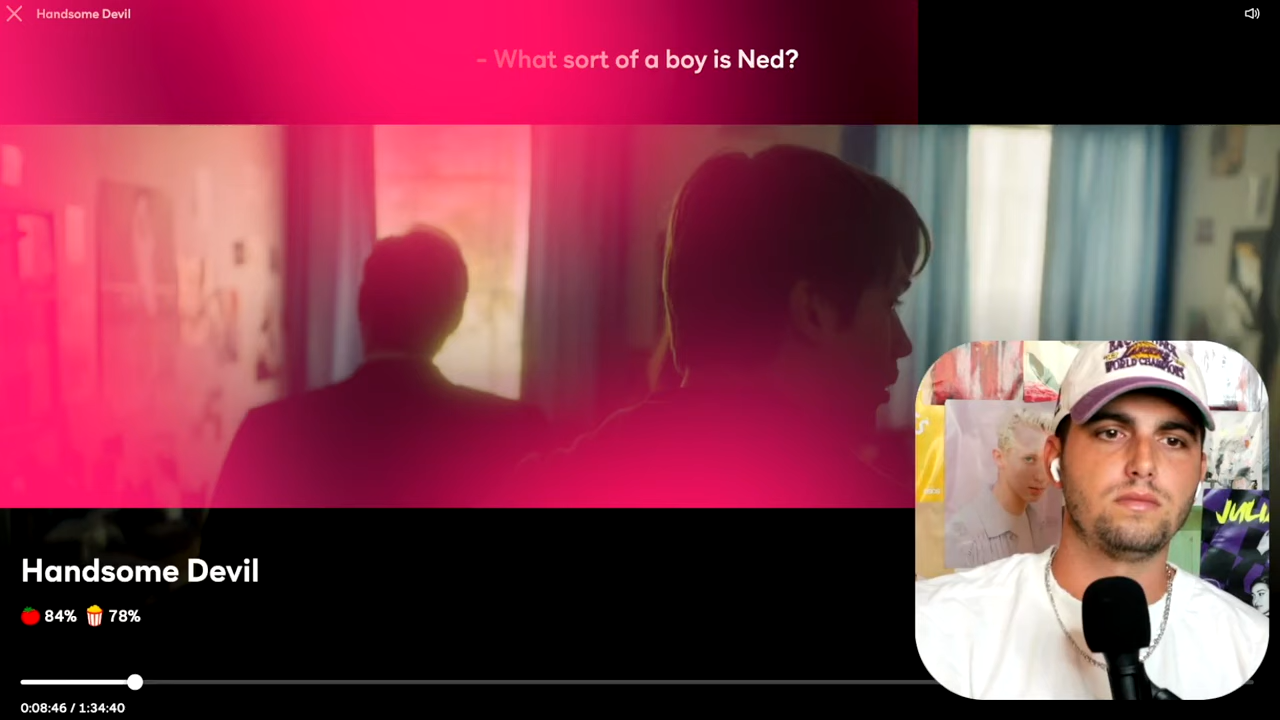 Handsome Devil
- What sort of a boy is Ned?
WORLD CHAMPIONS
Handsome Devil
84% 78%
0:08:46 / 1:34:40